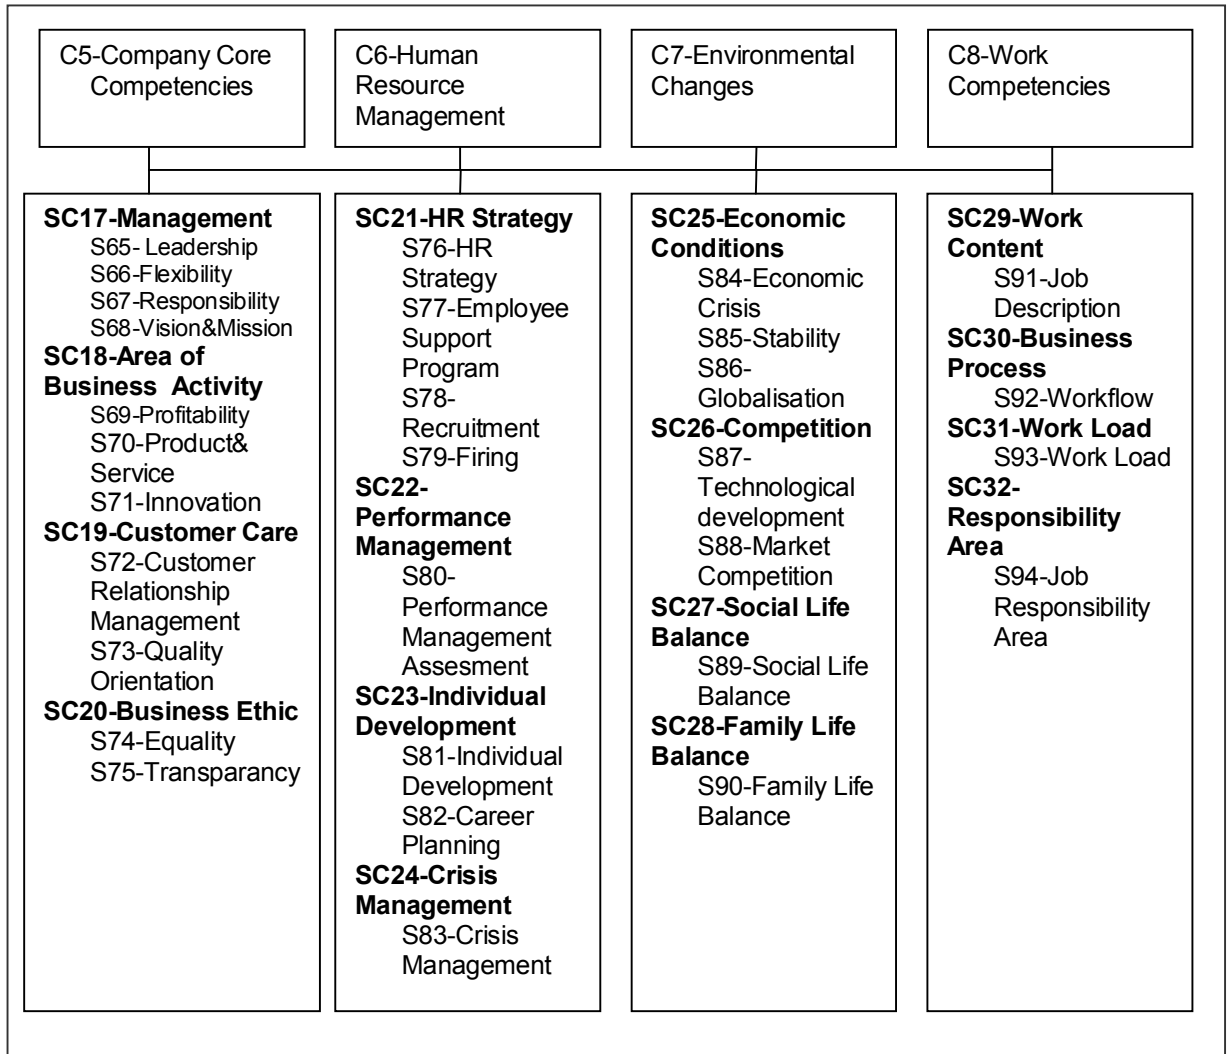 C5-Company Core
Competencies
C6-Human
Resource
Management
C7-Environmental
Changes
C8-Work
Competencies
SC17-Management
S65- Leadership
S66-Flexibility
S67-Responsibility
S68-Vision&Mission
SC18-Area of
Business Activity
S69-Profitability
S70-Product&
Service
S71-Innovation
SC19-Customer Care
S72-Customer
Relationship
Management
S73-Quality
Orientation
SC20-Business Ethic
S74-Equality
S75-Transparancy
SC21-HR Strategy
S76-HR
Strategy
S77-Employee
Support
Program
S78-
Recruitment
S79-Firing
SC22-
Performance
Management
S80-
Performance
Management
Assesment
SC23-Individual
Development
S81-Individual
Development
S82-Career
Planning
SC24-Crisis
Management
S83-Crisis
Management
SC25-Economic
Conditions
S84-Economic
Crisis
S85-Stability
S86-
Globalisation
SC26-Competition
S87-
Technological
development
S88-Market
Competition
SC27-Social Life
Balance
S89-Social Life
Balance
SC28-Family Life
Balance
S90-Family Life
Balance
SC29-Work
Content
S91-Job
Description
SC30-Business
Process
S92-Workflow
SC31-Work Load
S93-Work Load
SC32-
Responsibility
Area
S94-Job
Responsibility
Area